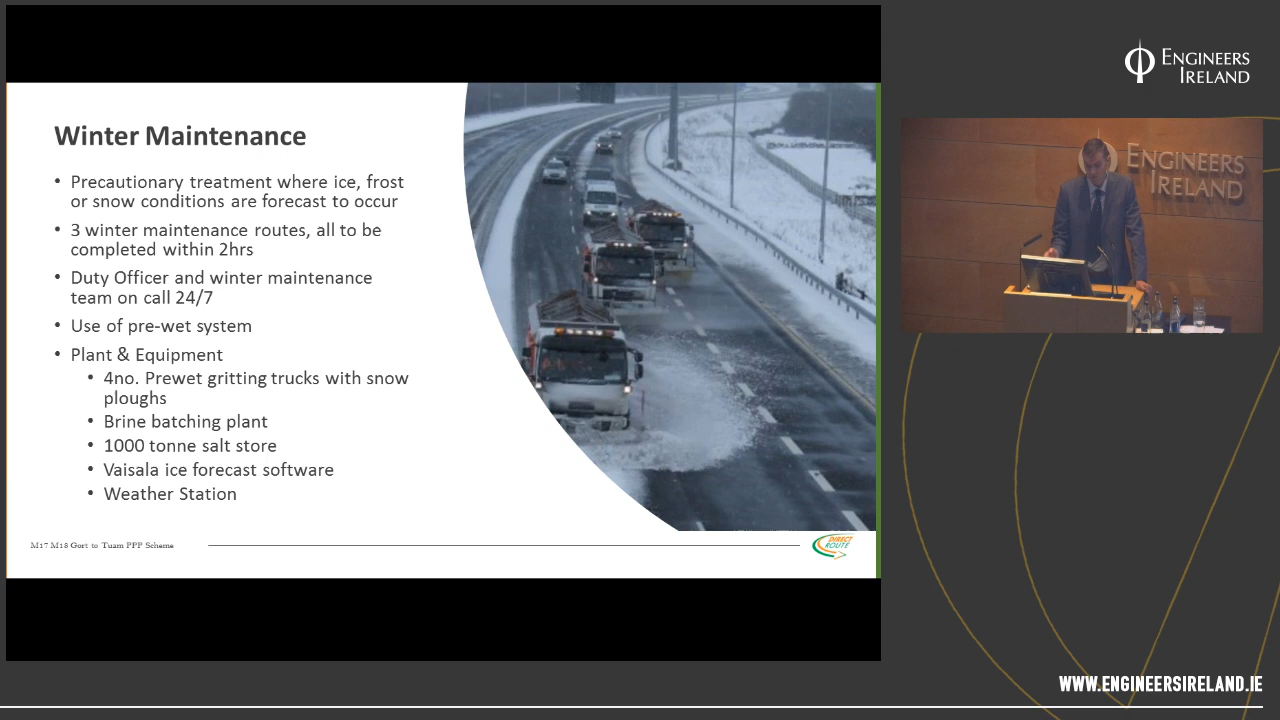 ENGINEERS
IRELAND
Winter Maintenance
• Precautionary treatment where ice, frost
or snow conditions are forecast to occur
• 3 winter maintenance routes, all to be
completed within 2hrs
• Duty Officer and winter maintenance
team on call 24/7
• Use of pre-wet system
• Plant & Equipment
• 4no. Prewet gritting trucks with snow
ploughs
• Brine batching plant
• 1000 tonne salt store
• Vaisala ice forecast software
• Weather Station
M17 M18 Gort to Tuam PPP Scheme
DIRECT
ROUTE
ENGINEERS
IRELAND
WWW.ENGINEERSIRELAND.IE